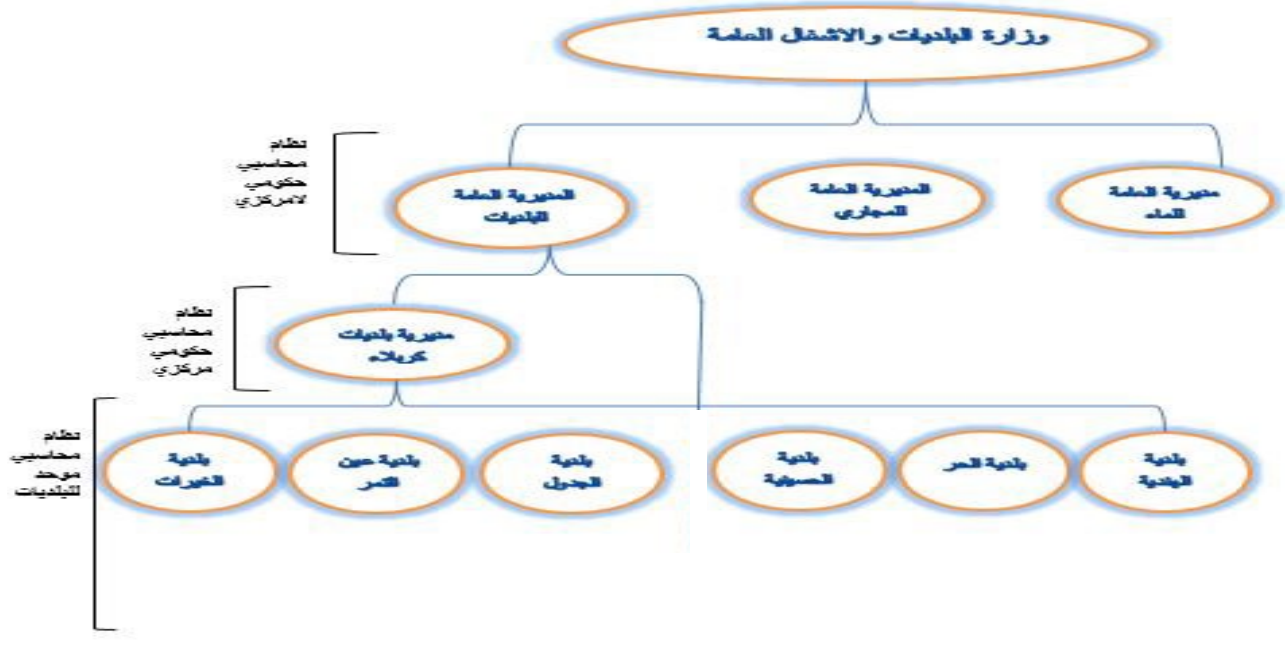 وزارة البلديات والاشغال العامة
نظام
محاسبي
حكومي
لامركزي
مديرية العامة
الماء
المديرية العامة
للمجاري
المديرية العامة
للبلديات
نظام
محاسبي
حكومي
مركزي
مديرية بلديات
كربلاء
نظام
محاسبي
موحد
للبلديات
بلدية
الهندية
بلدية الحر
بلدية
الحسينية
بلدية
الجدول
بلدية عين
التمر
بلدية
الخيرات